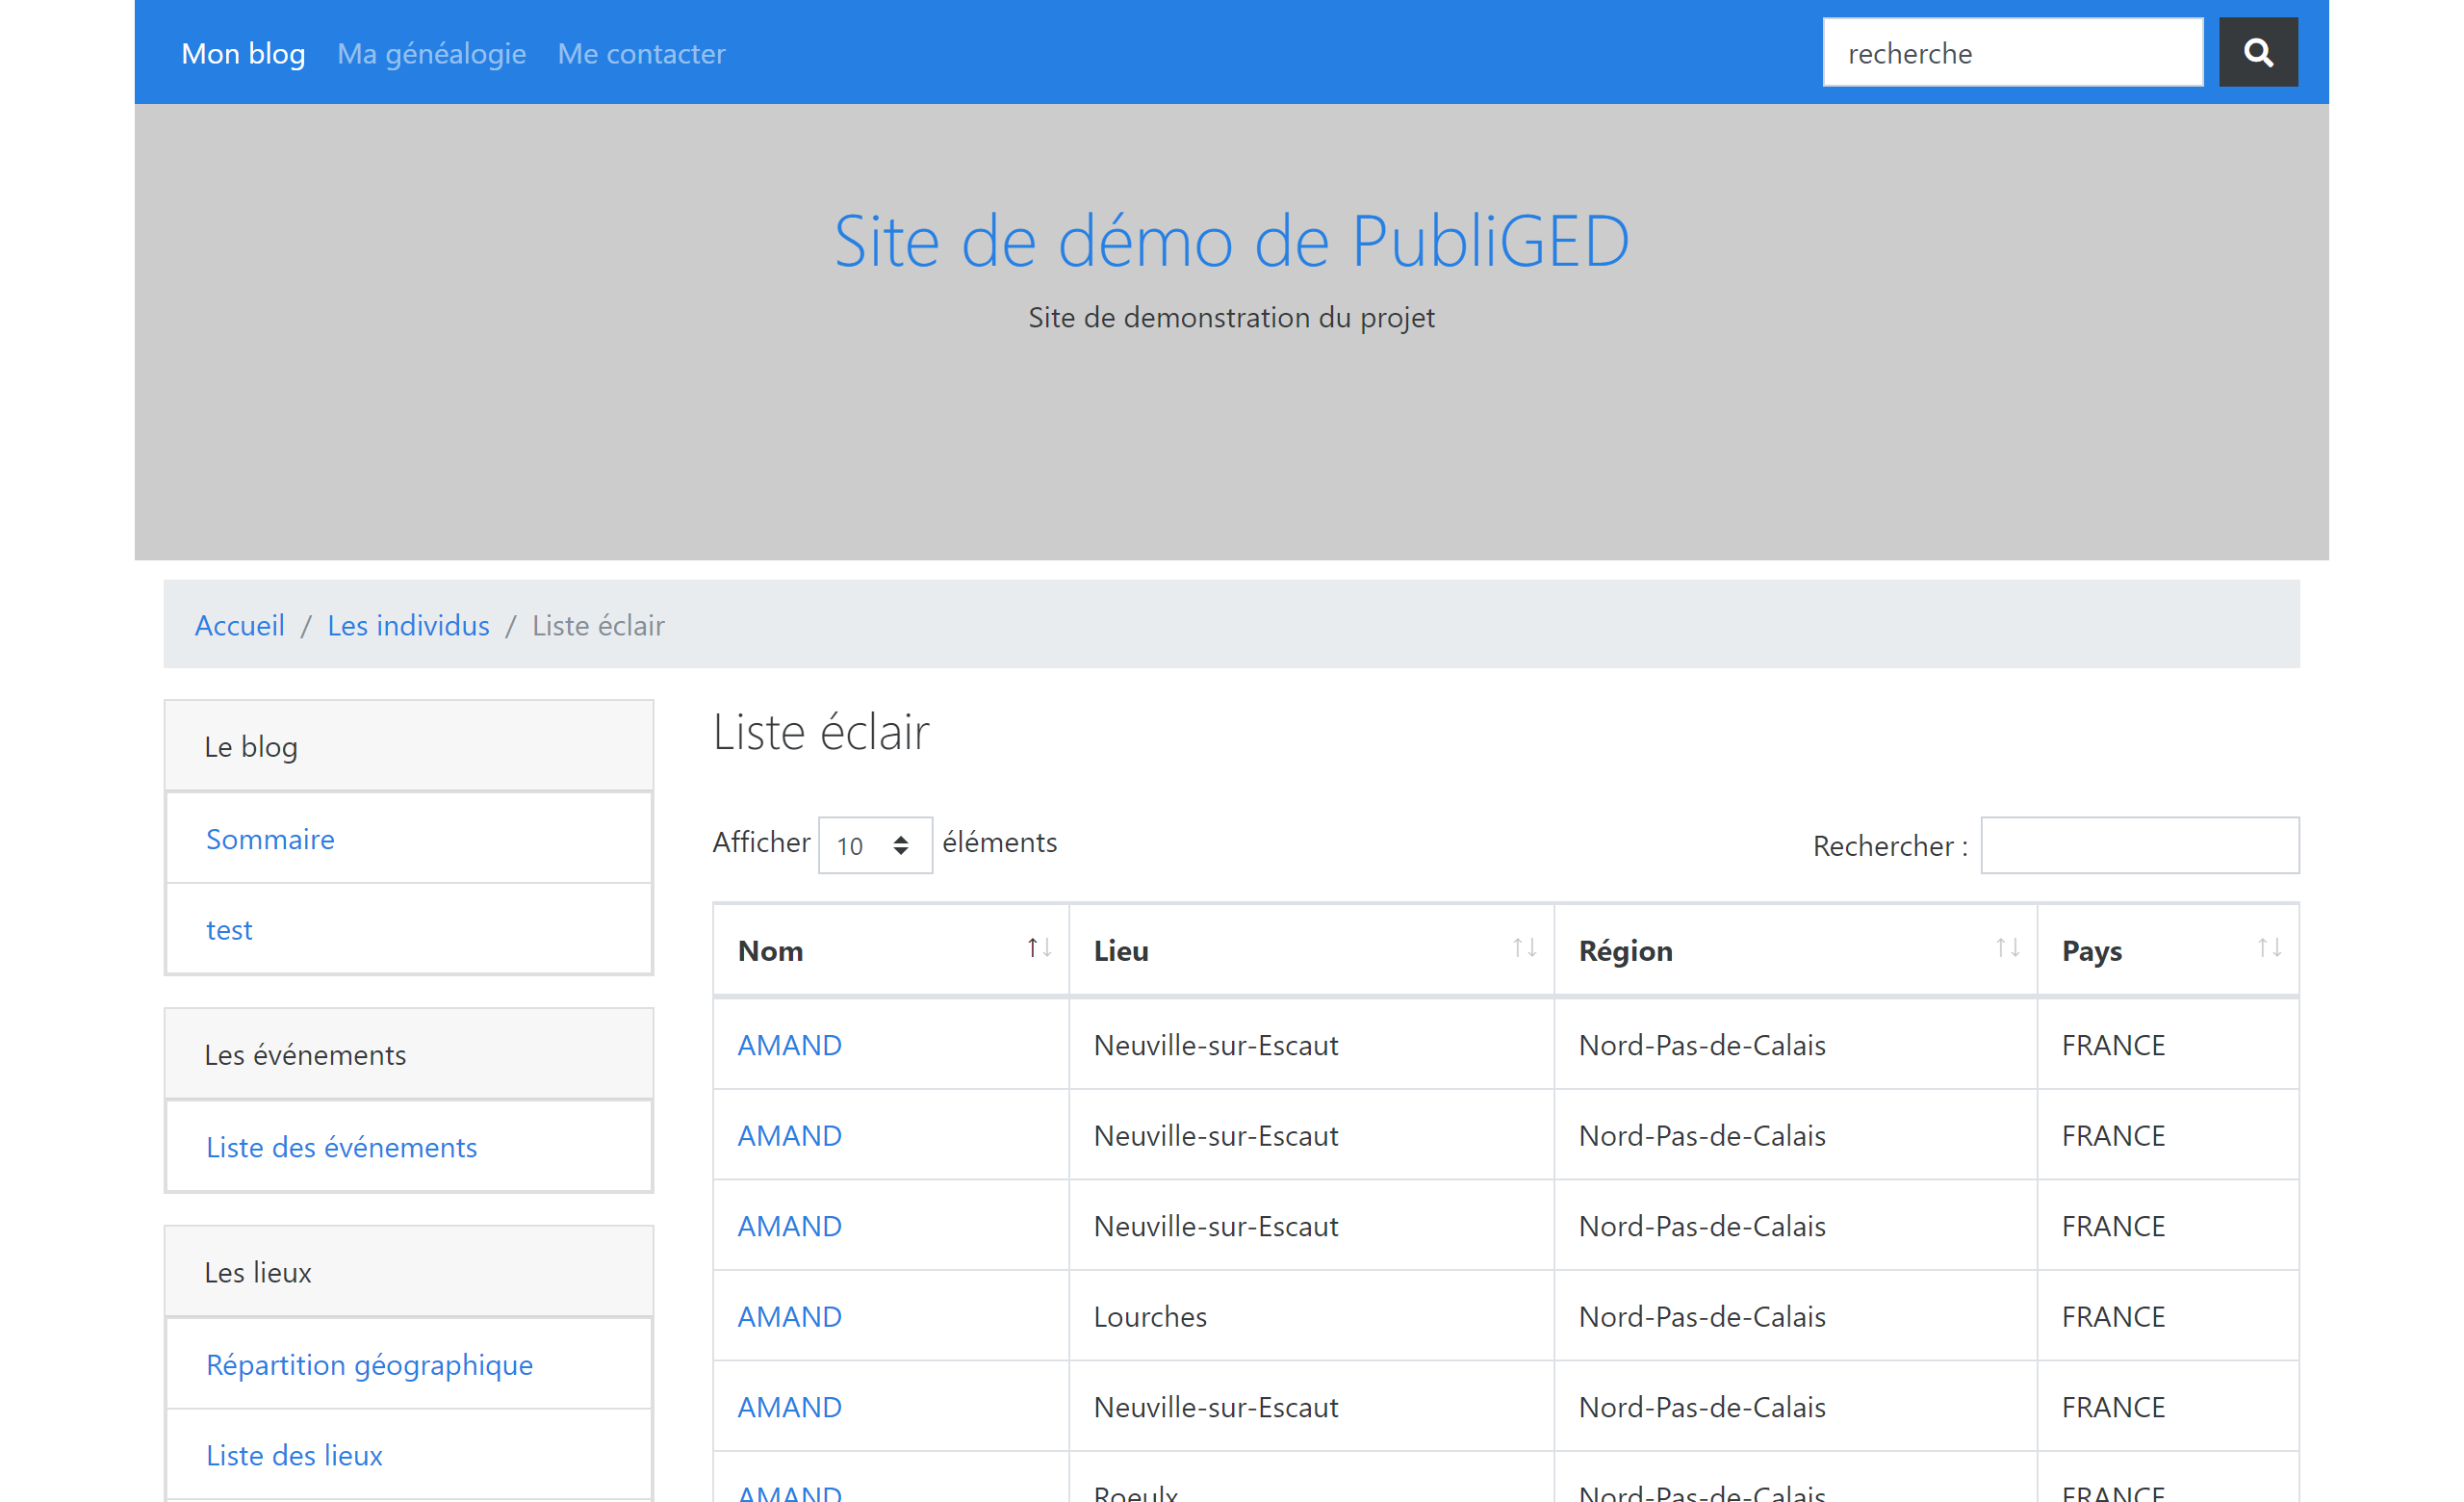 Mon blog Ma généalogie Me contacter recherche
Site de démo de PubliGED
Site de demonstration du projet
Accueil / Les individus / Liste éclair
Le blog
Sommaire
test
Les événements
Liste des événements
Les lieux
Répartition géographique
Liste des lieux
Liste éclair
Afficher 10 éléments Rechercher :
Nom Lieu Région Pays
AMAND Neuville-sur-Escaut Nord-Pas-de-Calais FRANCE
AMAND Neuville-sur-Escaut Nord-Pas-de-Calais FRANCE
AMAND Neuville-sur-Escaut Nord-Pas-de-Calais FRANCE
AMAND Lourches Nord-Pas-de-Calais FRANCE
AMAND Neuville-sur-Escaut Nord-Pas-de-Calais FRANCE
AMAND Roeulx Nord-Pas-de-Calais FRANCE